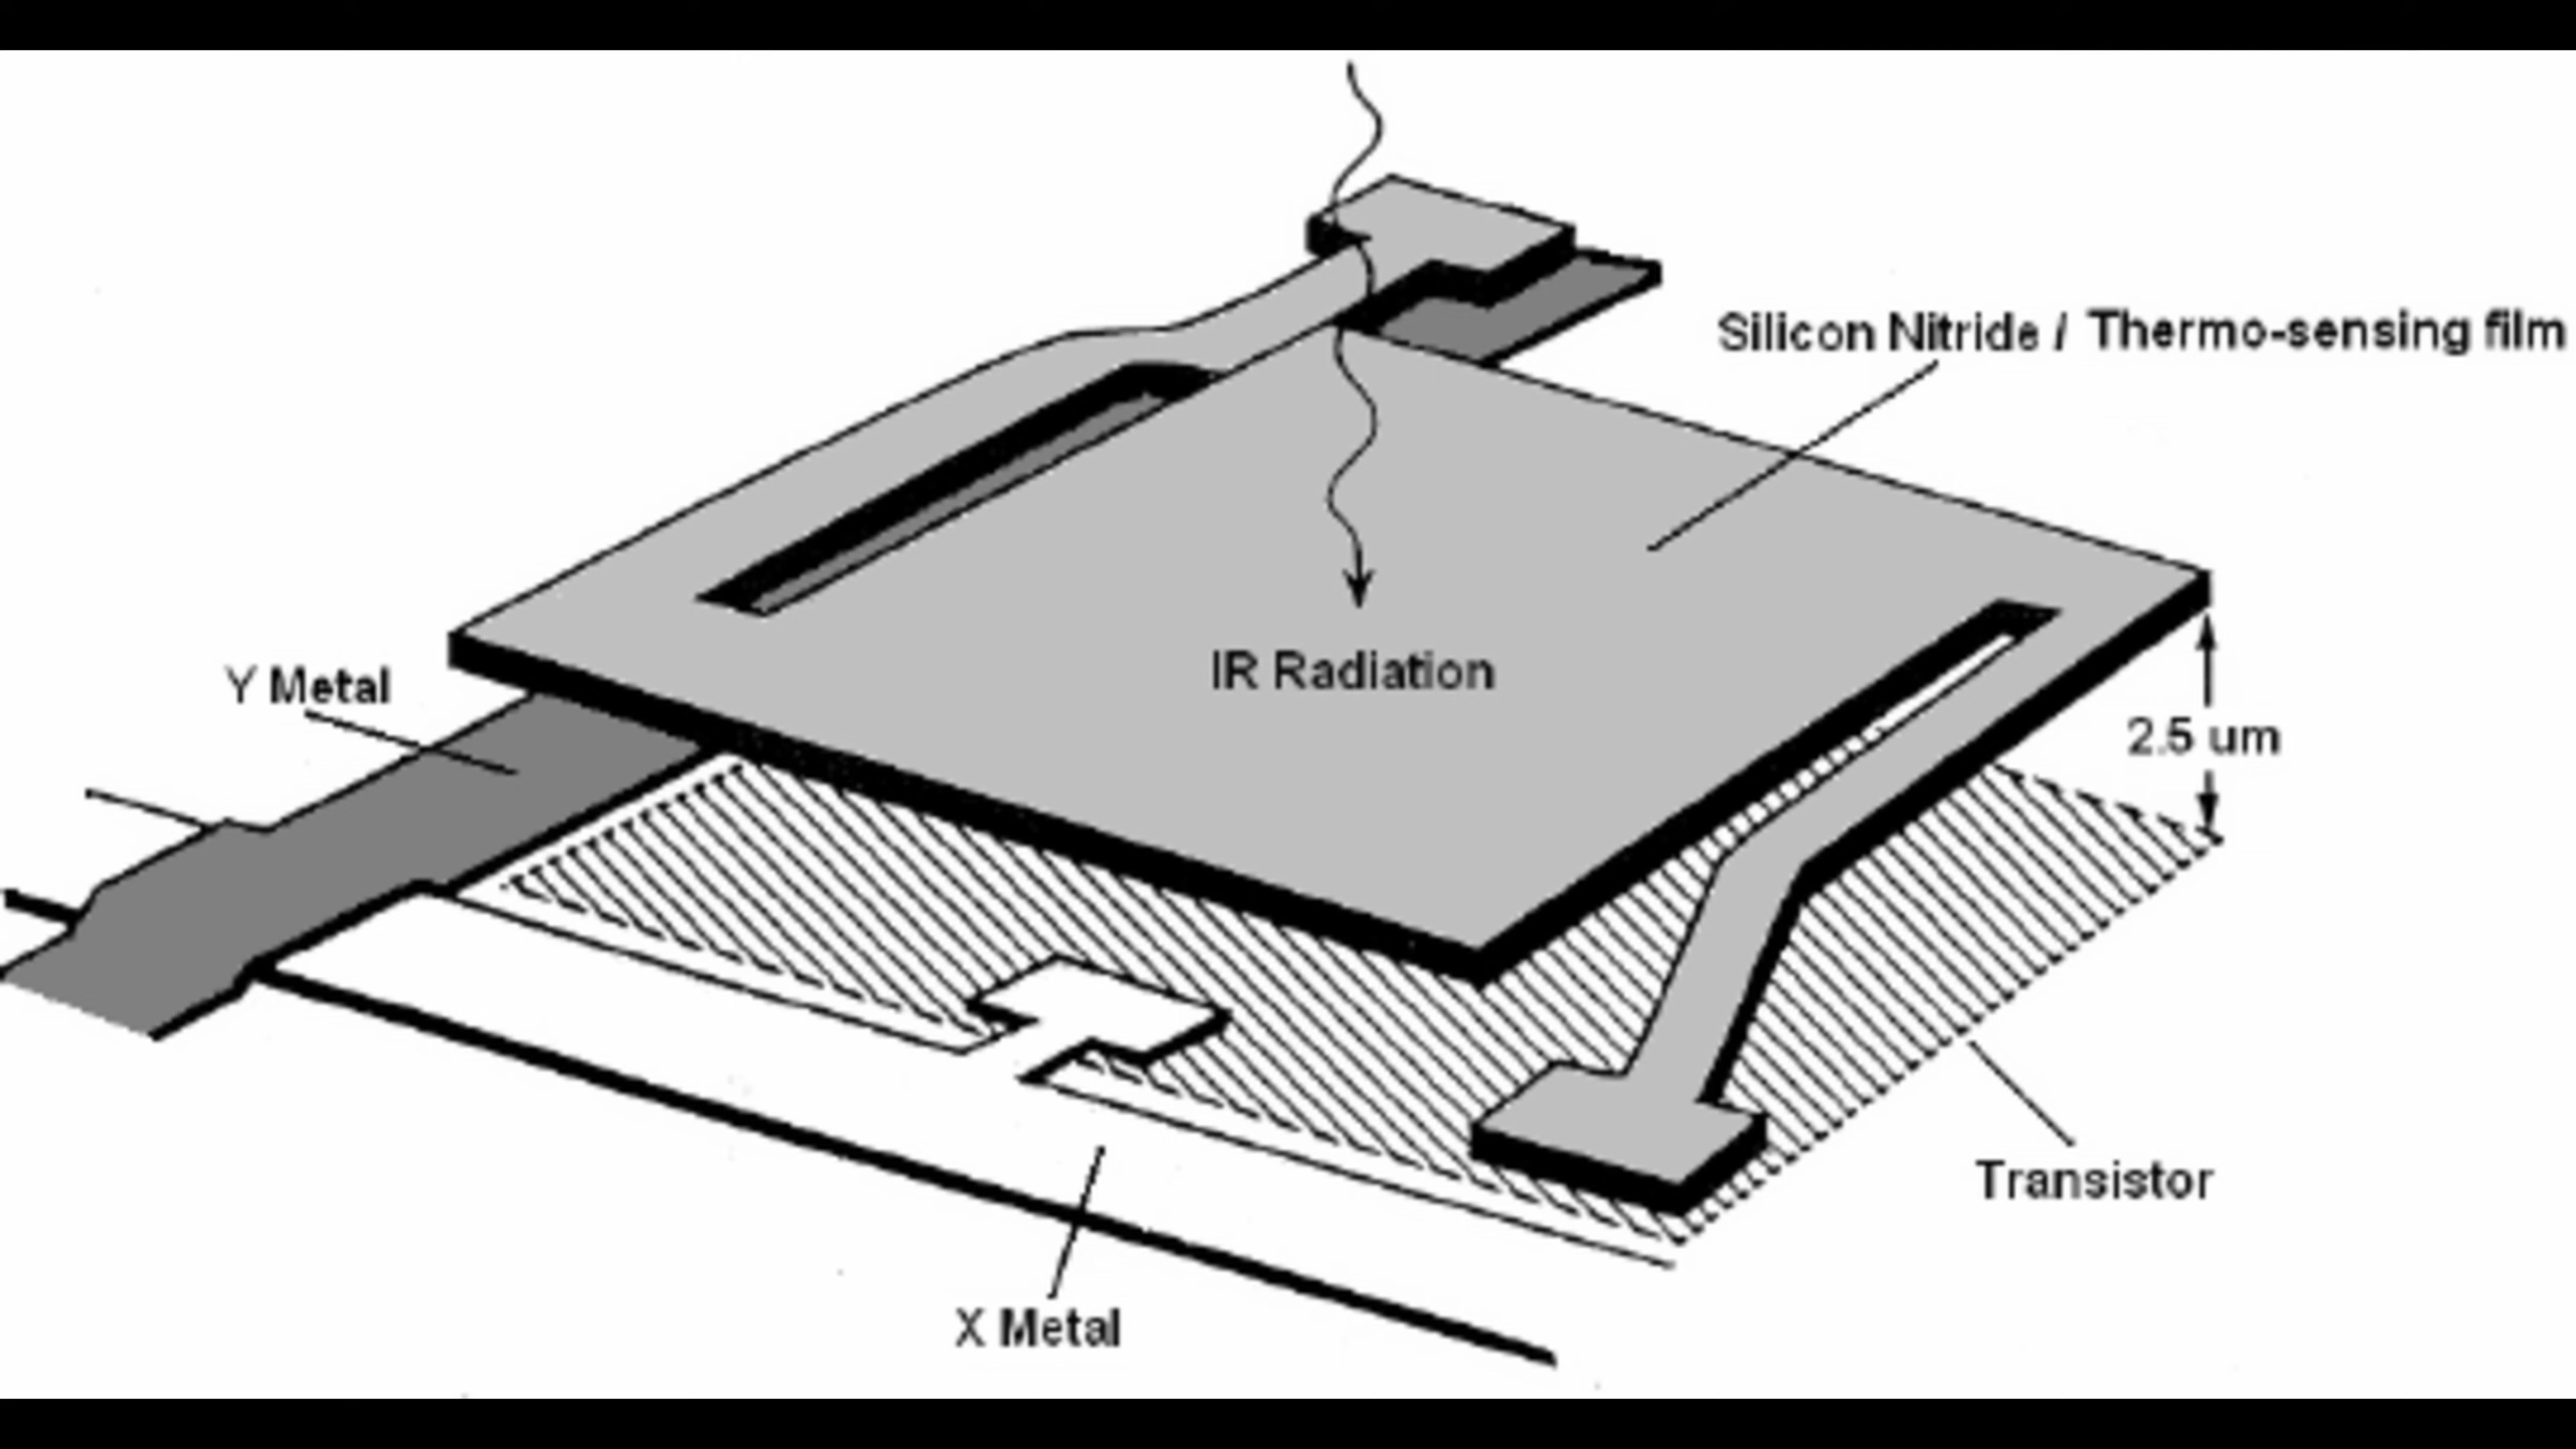 Silicon Nitride / Thermo-sensing film
IR Radiation
Y Metal
2.5 um
Transistor
X Metal